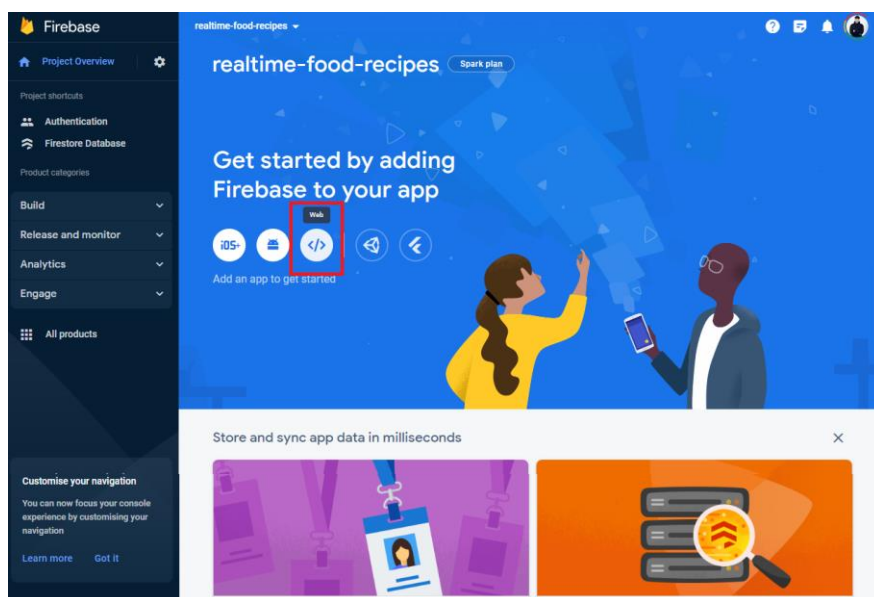 Firebase
Project Overview
Project shortcuts
Authentication
Firestore Database
Product categories
Build
Release and monitor
Analytics
Engage
All products
Customise your navigation
You can now focus your console
experience by customising your
navigation
Learn more Got it
realtime-food-recipes
realtime-food-recipes Spark plan
Get started by adding
Firebase to your app
Web
iOS+
</>
Add an app to get started
Store and sync app data in milliseconds